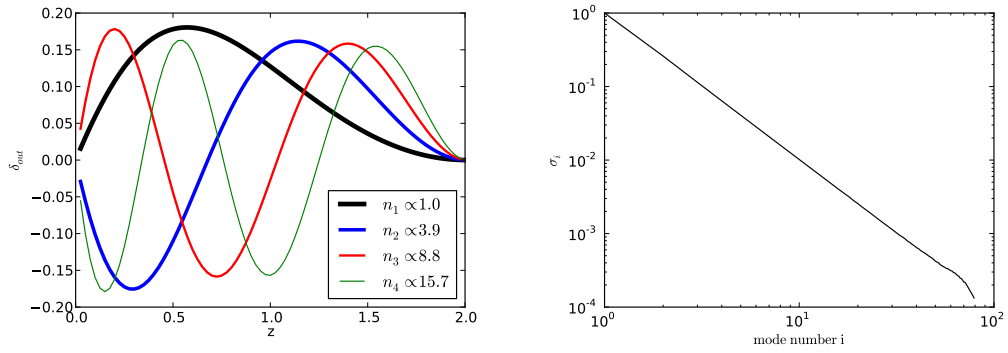 0.20
0.15
0.10
0.05
0.00
−0.05
−0.10
−0.15
−0.20
δ_out
0.0 0.5 1.0 1.5 2.0
z
n_1 ∝1.0
n_2 ∝3.9
n_3 ∝8.8
n_4 ∝15.7
10^0
10^-1
10^-2
10^-3
10^-4
σ_i
10^0 10^1 10^2
mode number i